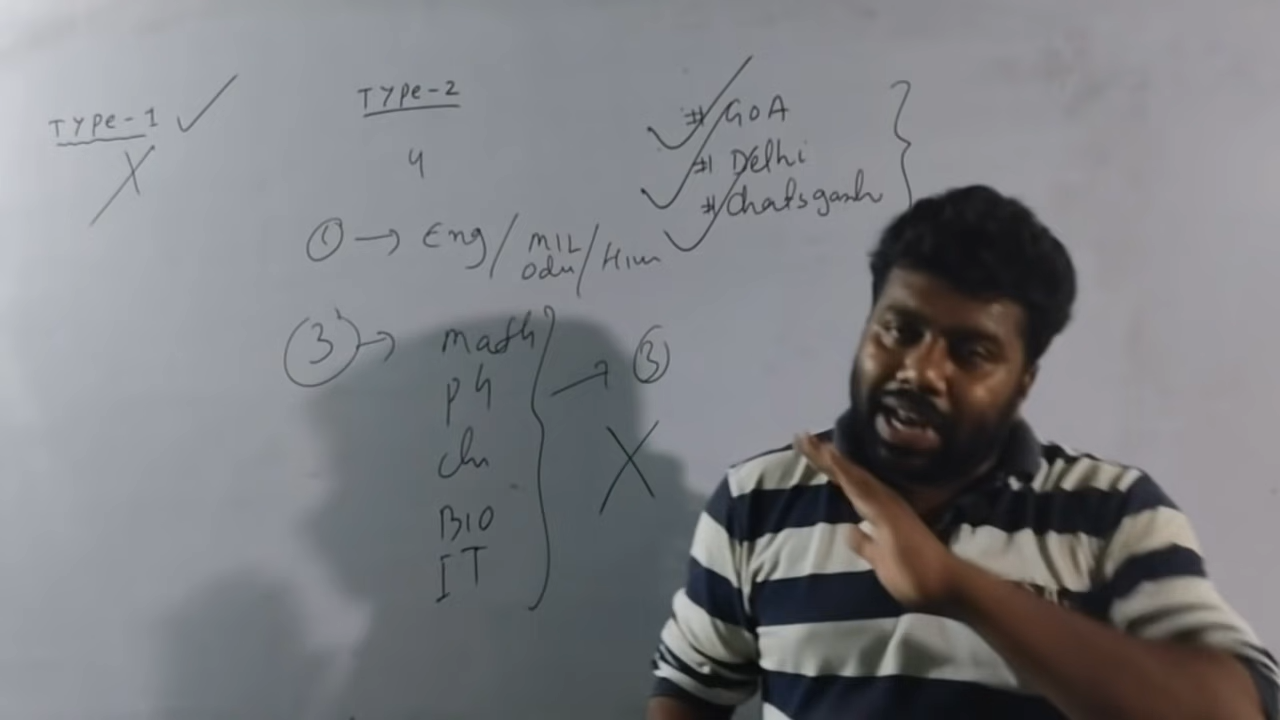 TYPE-1 ✓
X
TYPe-2
4
# GOA
# Delhi
# chatsgarh
① → Eng / MIL / Hin
Odu
③ → math
ph
ch
BIO
IT
→ ③
X